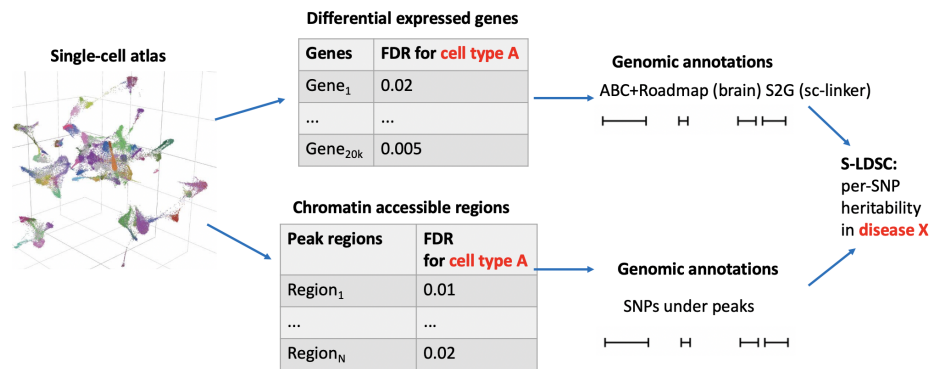 Single-cell atlas
Differential expressed genes
Genes FDR for cell type A
Gene1 0.02
... ...
Gene20k 0.005
Chromatin accessible regions
Peak regions FDR
for cell type A
Region1 0.01
... ...
RegionN 0.02
Genomic annotations
ABC+Roadmap (brain) S2G (sc-linker)
Genomic annotations
SNPs under peaks
S-LDSC:
per-SNP
heritability
in disease X